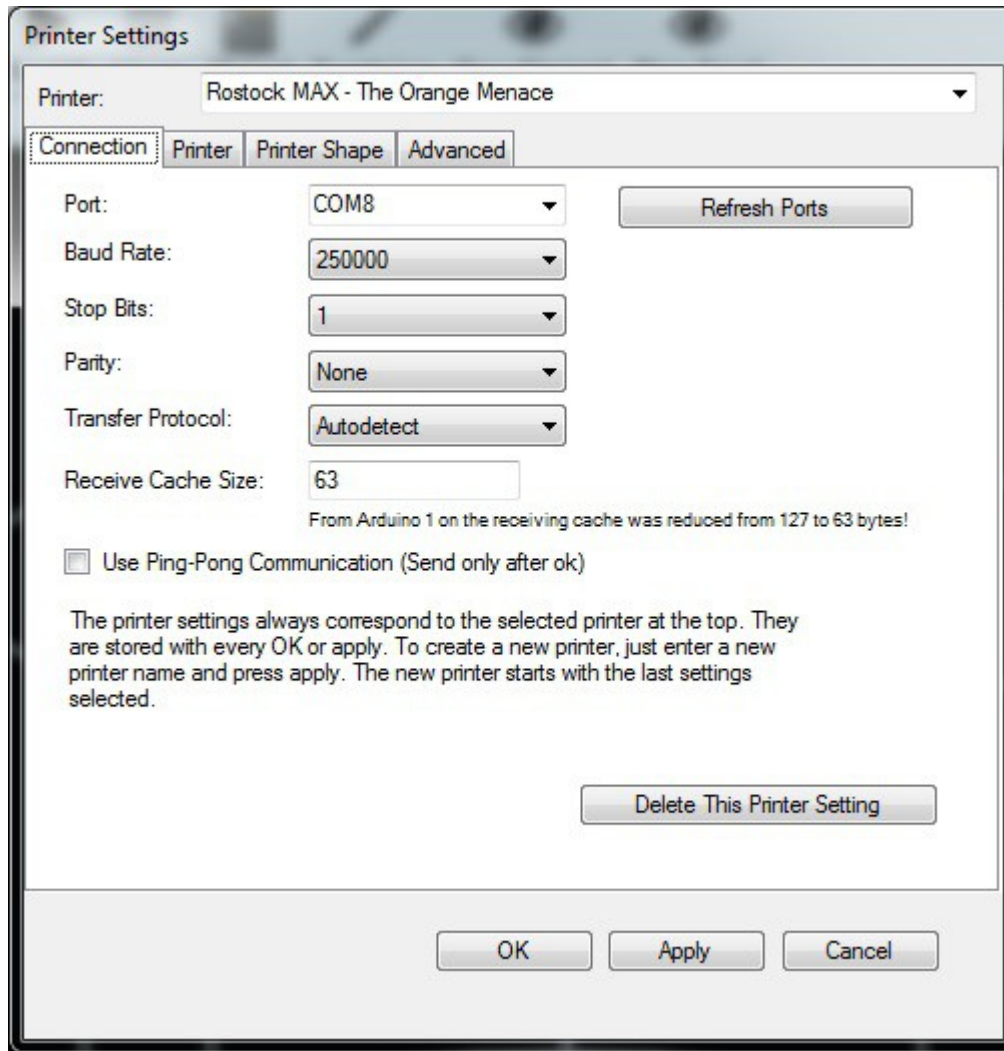 Printer Settings
Printer: Rostock MAX - The Orange Menace
Connection Printer Printer Shape Advanced
Port: COM8 Refresh Ports
Baud Rate: 250000
Stop Bits: 1
Parity: None
Transfer Protocol: Autodetect
Receive Cache Size: 63
From Arduino 1 on the receiving cache was reduced from 127 to 63 bytes!
Use Ping-Pong Communication (Send only after ok)
The printer settings always correspond to the selected printer at the top. They
are stored with every OK or apply. To create a new printer, just enter a new
printer name and press apply. The new printer starts with the last settings
selected.
Delete This Printer Setting
OK Apply Cancel